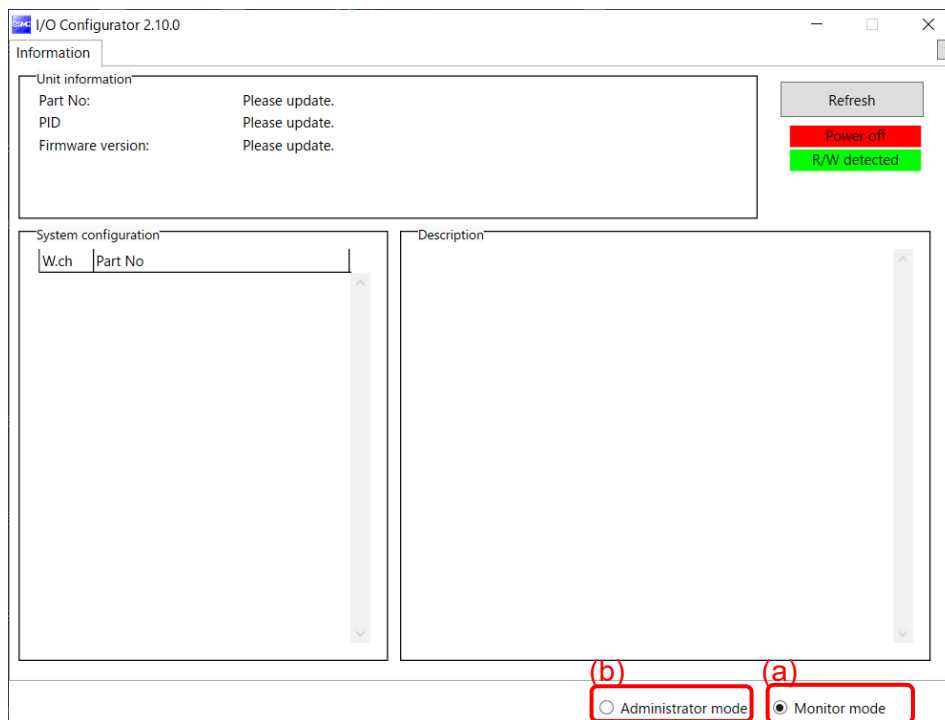 SMC I/O Configurator 2.10.0
Information
Unit information
Part No: Please update.
PID Please update.
Firmware version: Please update.
Refresh
Power off
R/W detected
System configuration
W.ch Part No
Description
(b) (a)
Administrator mode Monitor mode